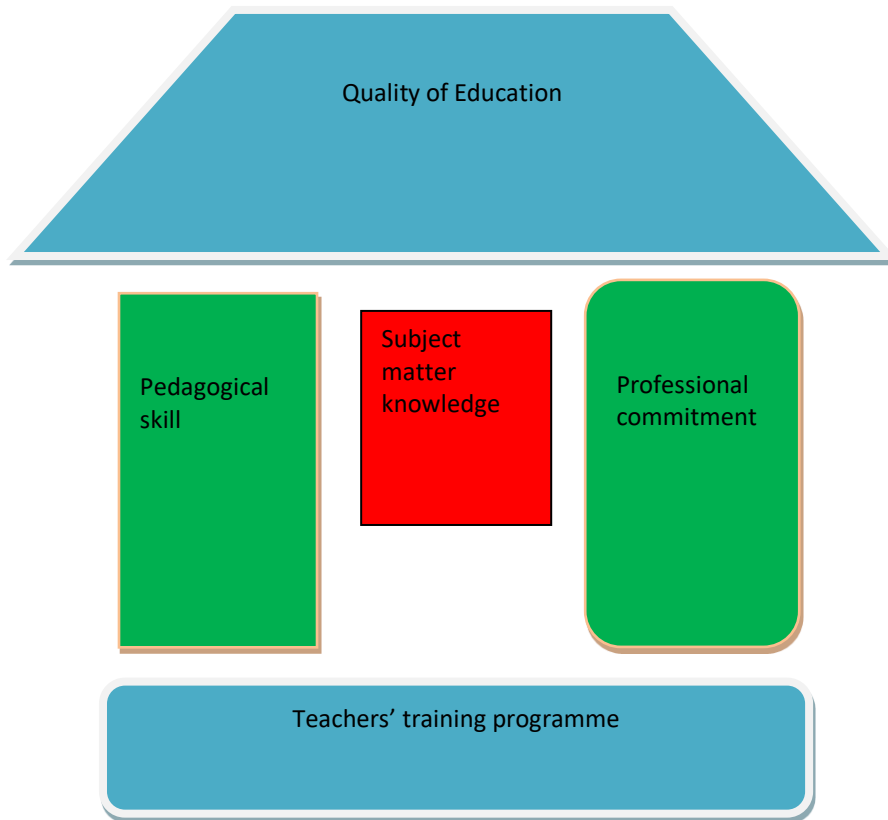 Quality of Education
Pedagogical
skill
Subject
matter
knowledge
Professional
commitment
Teachers’ training programme